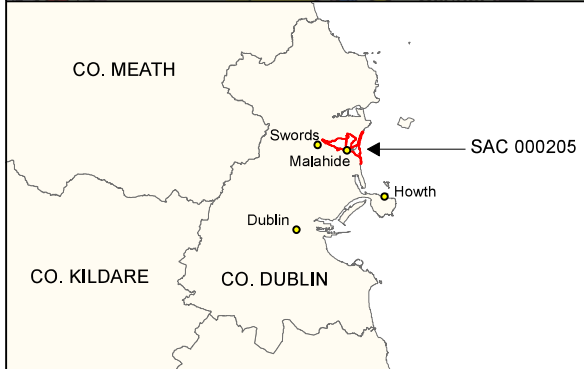 CO. MEATH
Swords
SAC 000205
Malahide
Howth
Dublin
CO. KILDARE
CO. DUBLIN